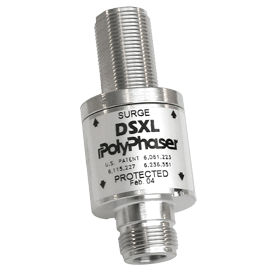 SURGE
DSXL
PolyPhaser
U.S. PATENT 6,061,223
6,115,227 6,236,551
PROTECTED
Feb 04